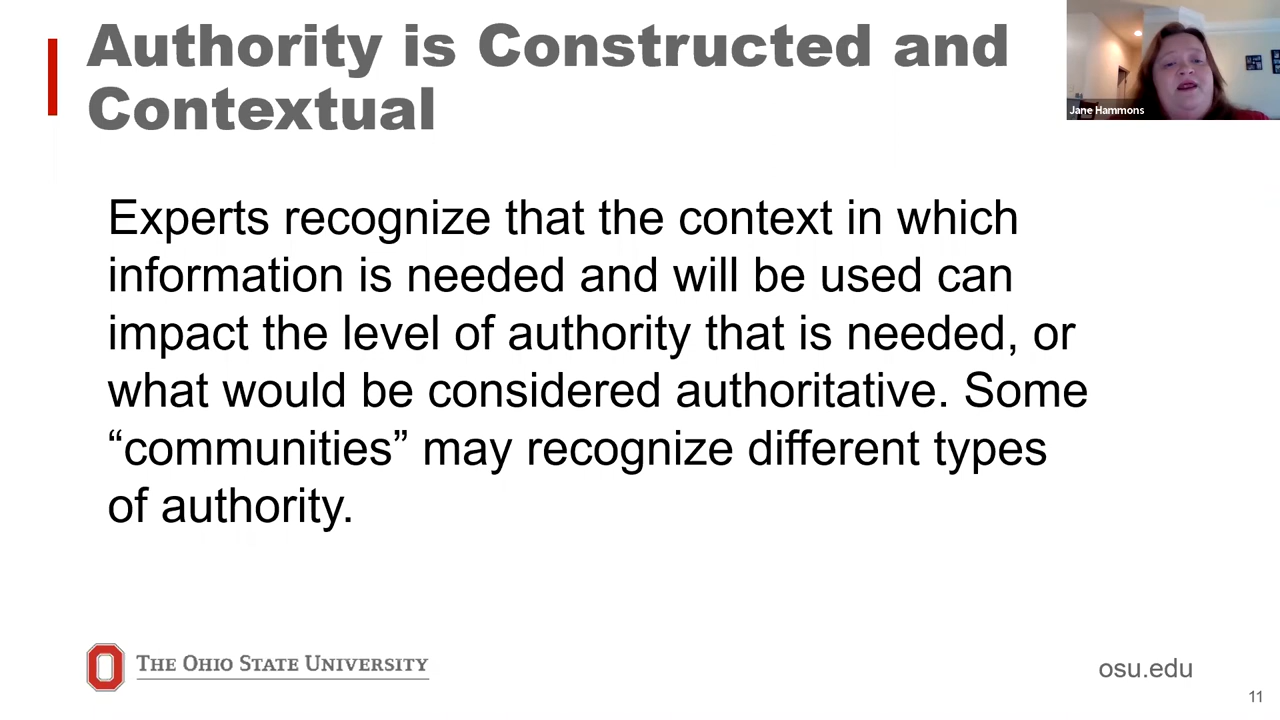 Authority is Constructed and
Contextual
Jane Hammons
Experts recognize that the context in which
information is needed and will be used can
impact the level of authority that is needed, or
what would be considered authoritative. Some
“communities” may recognize different types
of authority.
THE OHIO STATE UNIVERSITY
osu.edu
11